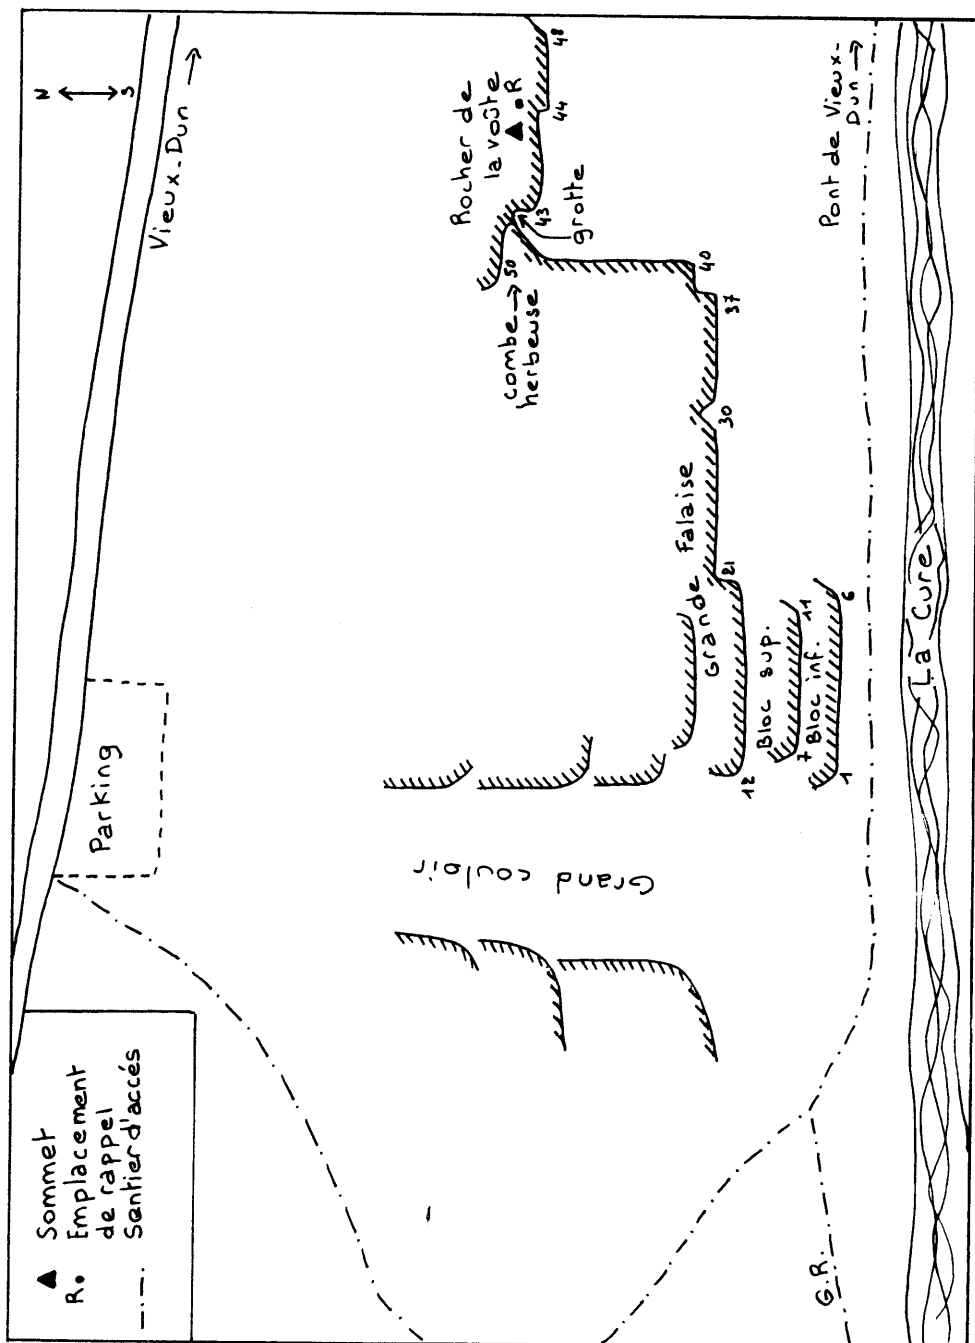 ▲ Sommet
R. Emplacement
de rappel
_._. Sentier d'accés
N
S
Vieux-Dun →
Parking
Rocher de
la voûte
▲ • R
grotte
combe →
herbeuse
50
43
44
48
40
37
30
21
Grande Falaise
12
Bloc sup.
7
11
Bloc inf.
1
6
Grand couloir
Pont de Vieux-
Dun →
G.R.
La Cure